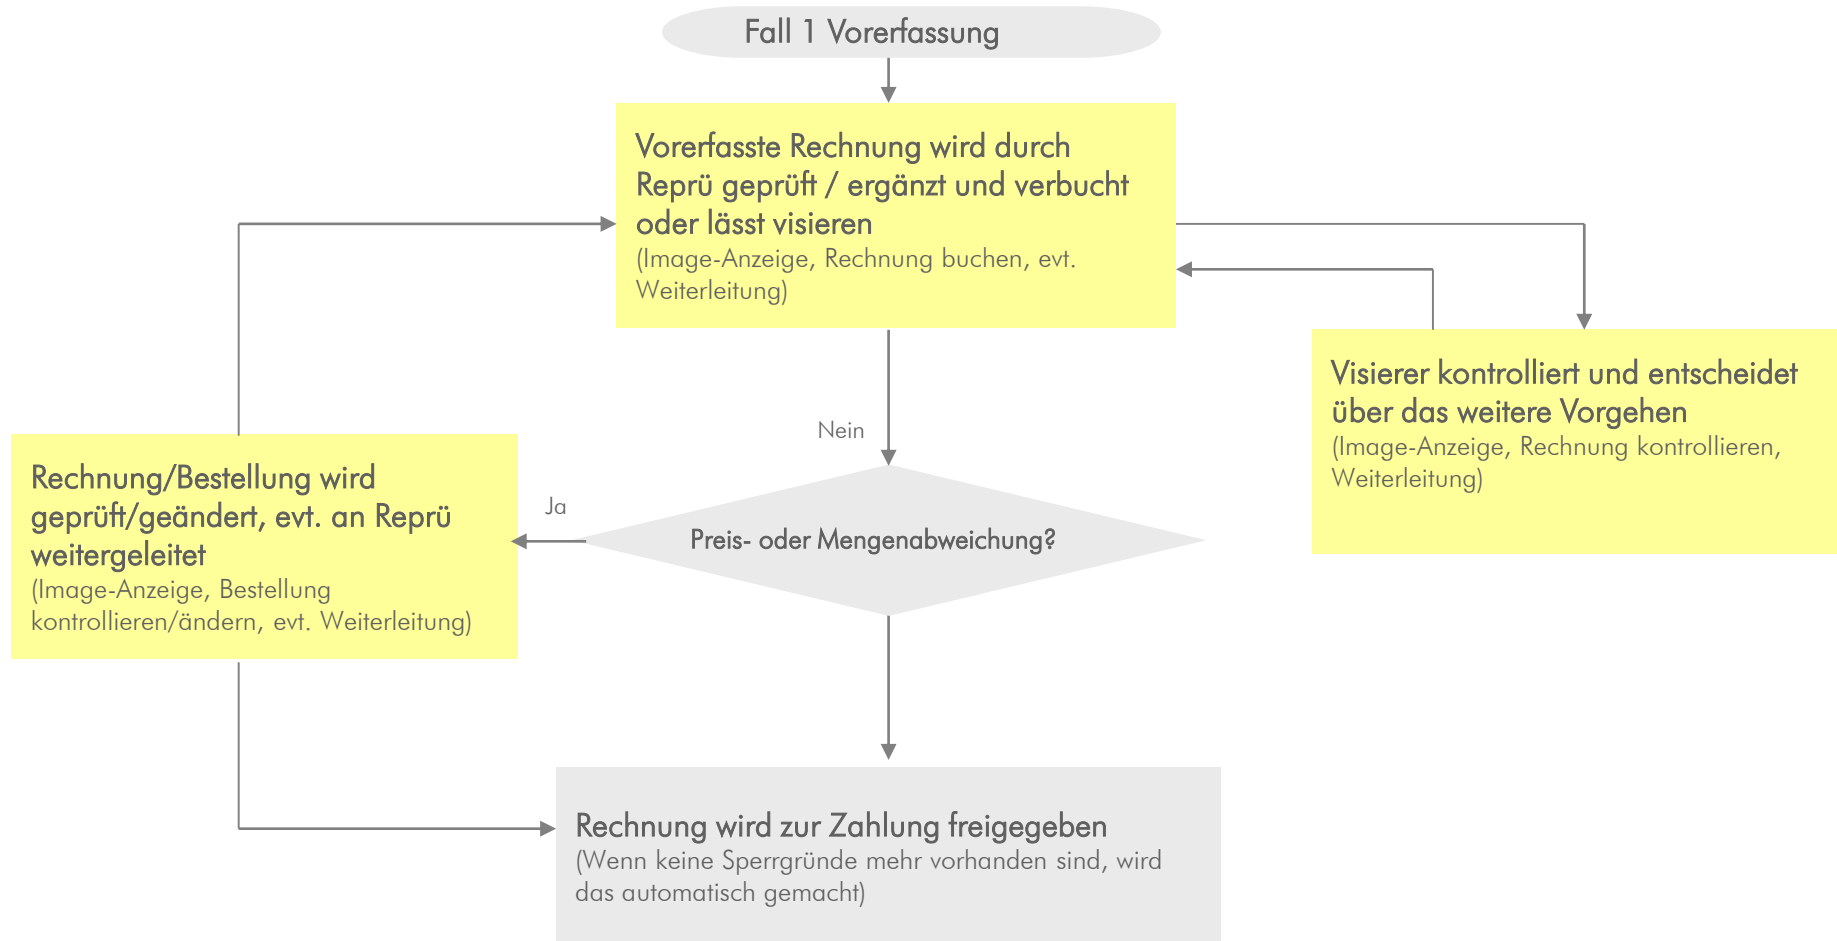 Fall 1 Vorerfassung
Vorerfasste Rechnung wird durch
Reprü geprüft / ergänzt und verbucht
oder lässt visieren
(Image-Anzeige, Rechnung buchen, evt.
Weiterleitung)
Visierer kontrolliert und entscheidet
über das weitere Vorgehen
(Image-Anzeige, Rechnung kontrollieren,
Weiterleitung)
Nein
Rechnung/Bestellung wird
geprüft/geändert, evt. an Reprü
weitergeleitet
(Image-Anzeige, Bestellung
kontrollieren/ändern, evt. Weiterleitung)
Ja
Preis- oder Mengenabweichung?
Rechnung wird zur Zahlung freigegeben
(Wenn keine Sperrgründe mehr vorhanden sind, wird
das automatisch gemacht)